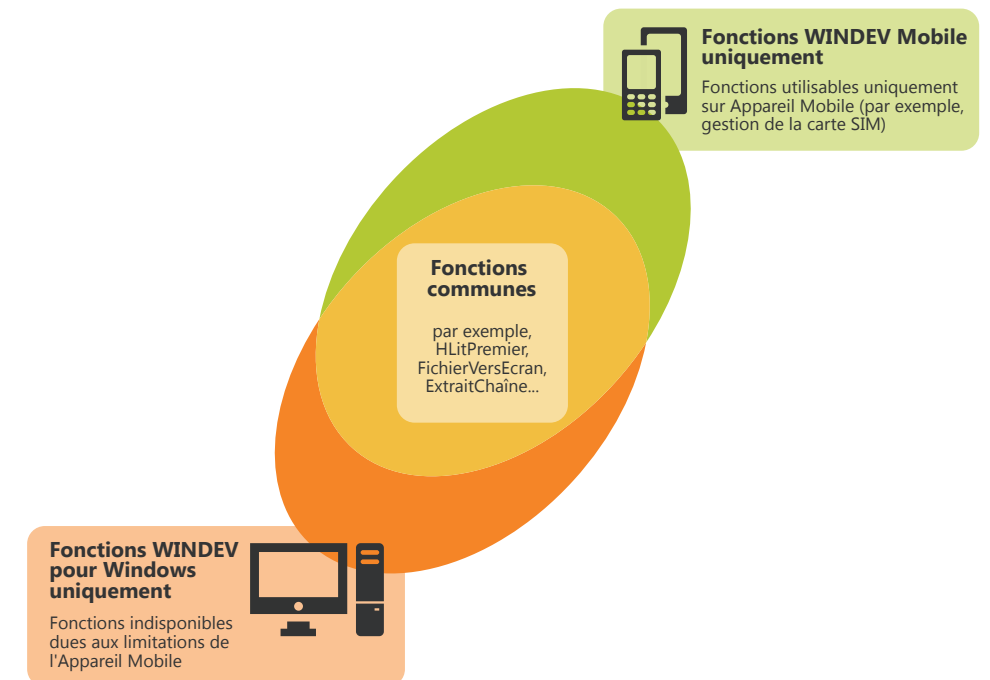 Fonctions WINDEV Mobile
uniquement
Fonctions utilisables uniquement
sur Appareil Mobile (par exemple,
gestion de la carte SIM)
Fonctions
communes
par exemple,
HLitPremier,
FichierVersEcran,
ExtraitChaîne...
Fonctions WINDEV
pour Windows
uniquement
Fonctions indisponibles
dues aux limitations de
l'Appareil Mobile